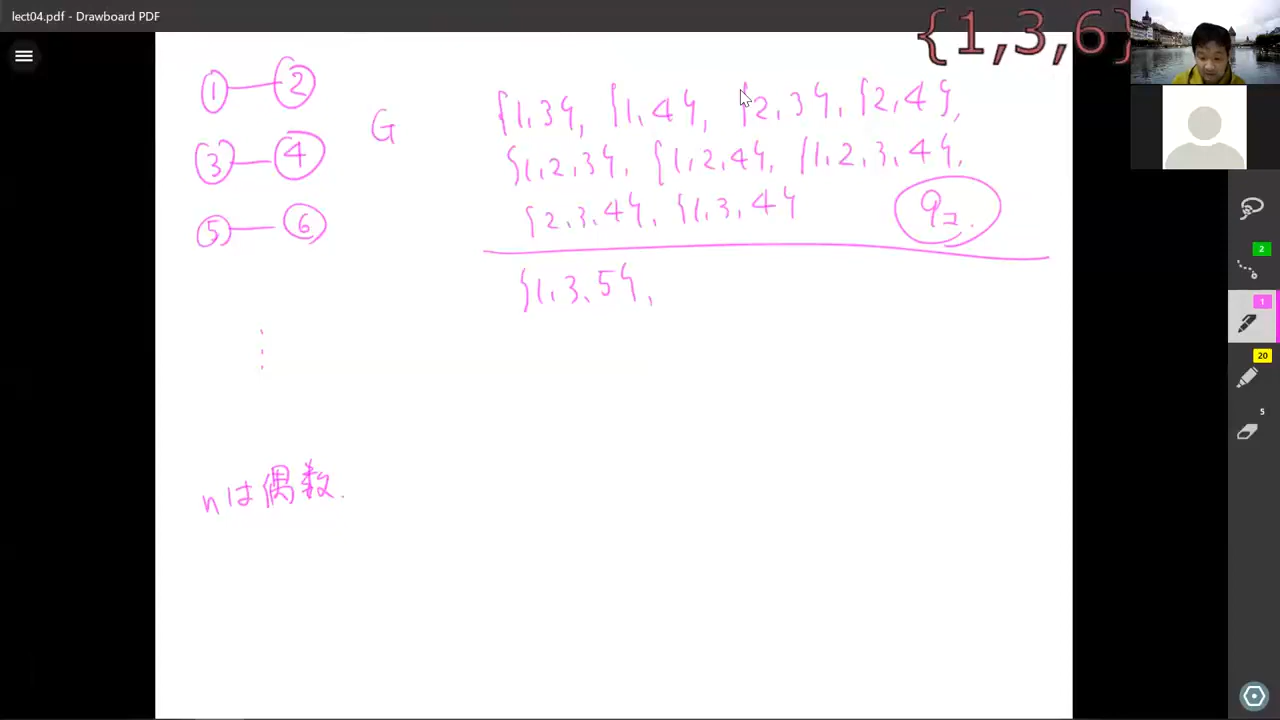 lect04.pdf - Drawboard PDF
{1,3,6}
① ②
③ ④
⑤ ⑥
G
{1,3}, {1,4}, {2,3}, {2,4},
{1,2,3}, {1,2,4}, {1,2,3,4},
{2,3,4}, {1,3,4}
9コ.
{1,3,5},
nは偶数.
2
1
20
5